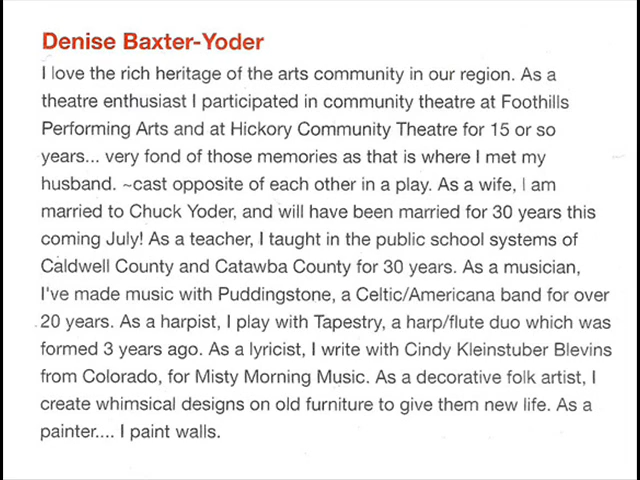 Denise Baxter-Yoder
I love the rich heritage of the arts community in our region. As a
theatre enthusiast I participated in community theatre at Foothills
Performing Arts and at Hickory Community Theatre for 15 or so
years... very fond of those memories as that is where I met my
husband. ~cast opposite of each other in a play. As a wife, I am
married to Chuck Yoder, and will have been married for 30 years this
coming July! As a teacher, I taught in the public school systems of
Caldwell County and Catawba County for 30 years. As a musician,
I've made music with Puddingstone, a Celtic/Americana band for over
20 years. As a harpist, I play with Tapestry, a harp/flute duo which was
formed 3 years ago. As a lyricist, I write with Cindy Kleinstuber Blevins
from Colorado, for Misty Morning Music. As a decorative folk artist, I
create whimsical designs on old furniture to give them new life. As a
painter.... I paint walls.